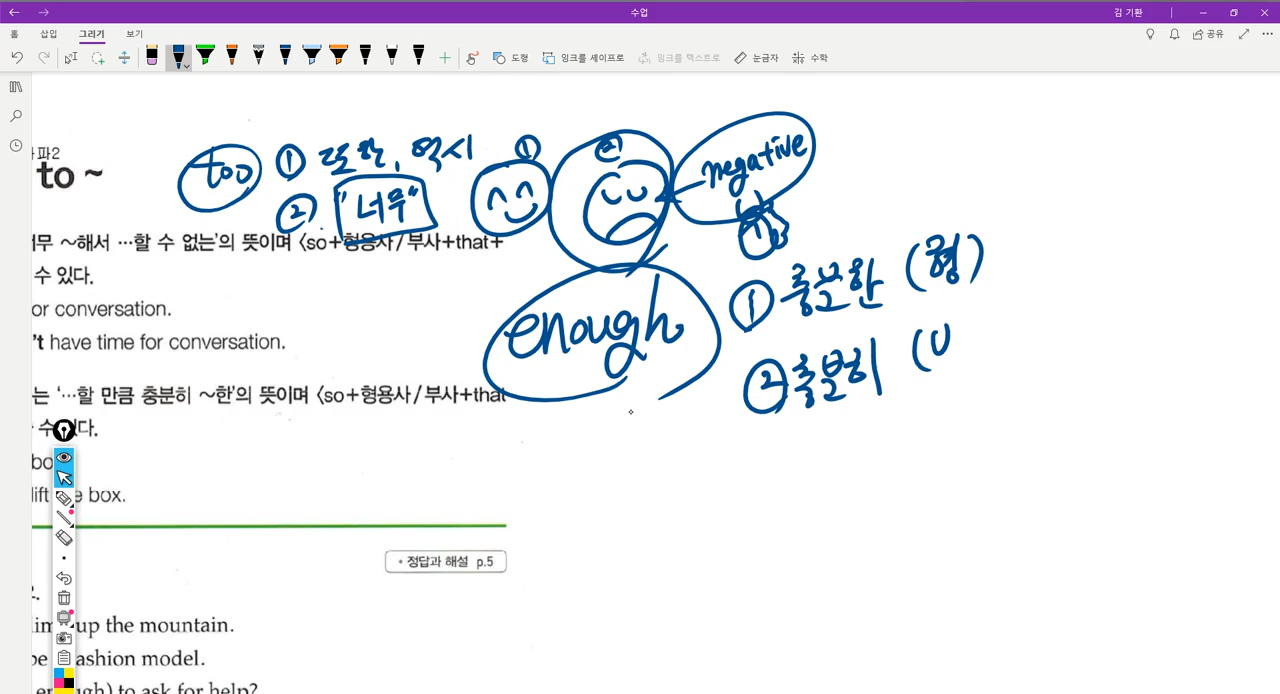 수업
김 기환
홈 삽입 그리기 보기
공유
도형 잉크를 셰이프로 잉크를 텍스트로 눈금자 수학
파2
to ~
too ① 또한, 역시
② "너무"
① ②
negative
무 ~해서 …할 수 없는'의 뜻이며 〈so+형용사/부사+that+
수 있다.
or conversation.
't have time for conversation.
enough
① 충분한 (형)
② 충분히 (
는 '…할 만큼 충분히 ~한'의 뜻이며 〈so+형용사/부사+that
수 있다.
bo
lift the box.
• 정답과 해설 p.5
up the mountain.
fashion model.
to ask for help?